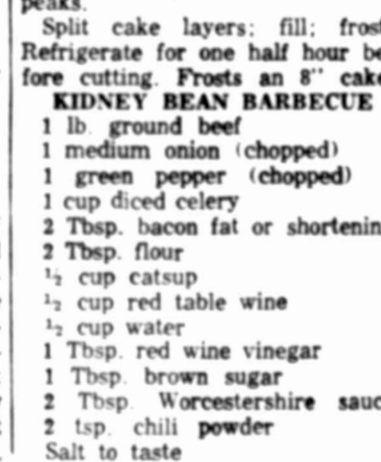 peaks.
Split cake layers; fill; frost
Refrigerate for one half hour be
fore cutting. Frosts an 8" cake
KIDNEY BEAN BARBECUE
1 lb. ground beef
1 medium onion (chopped)
1 green pepper (chopped)
1 cup diced celery
2 Tbsp. bacon fat or shortenin
2 Tbsp. flour
½ cup catsup
½ cup red table wine
½ cup water
1 Tbsp. red wine vinegar
1 Tbsp. brown sugar
2 Tbsp. Worcestershire sauc
2 tsp. chili powder
Salt to taste